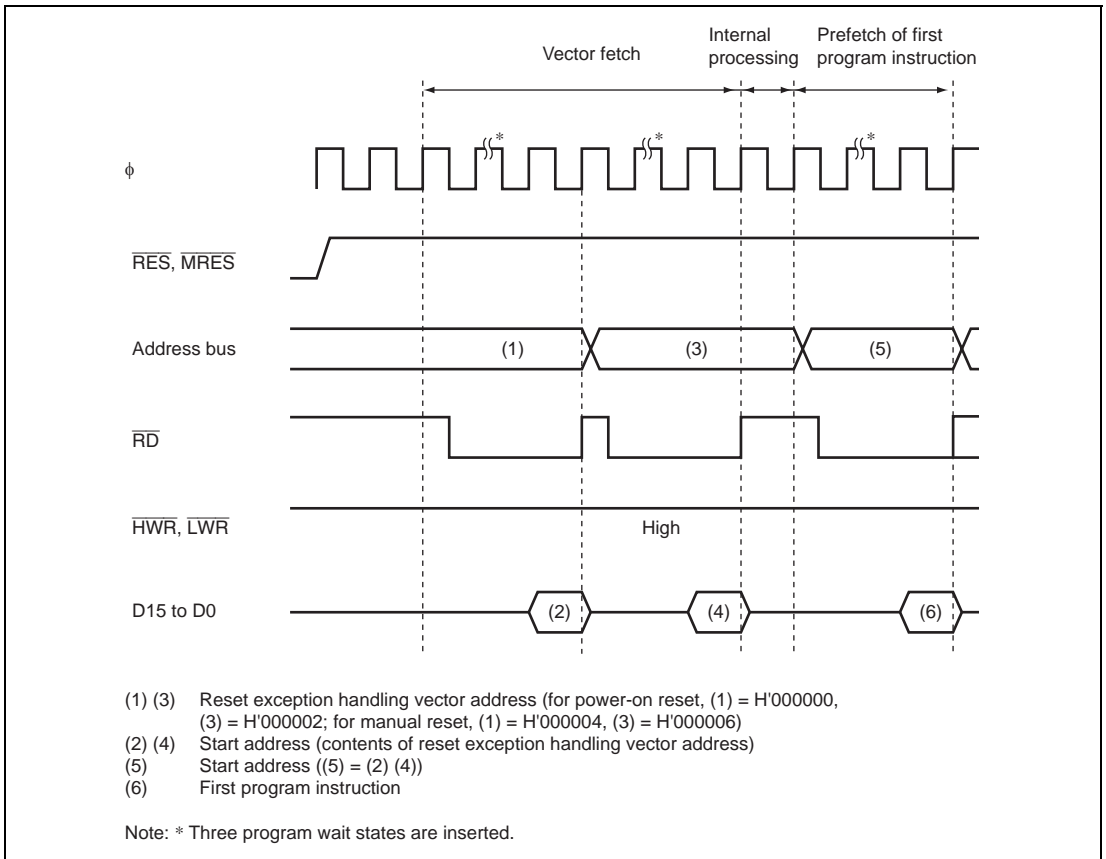 Vector fetch
Internal
processing
Prefetch of first
program instruction
* * *
ϕ
RES, MRES
Address bus
(1) (3) (5)
RD
HWR, LWR
High
D15 to D0
(2) (4) (6)
(1) (3) Reset exception handling vector address (for power-on reset, (1) = H'000000,
(3) = H'000002; for manual reset, (1) = H'000004, (3) = H'000006)
(2) (4) Start address (contents of reset exception handling vector address)
(5) Start address ((5) = (2) (4))
(6) First program instruction
Note: * Three program wait states are inserted.